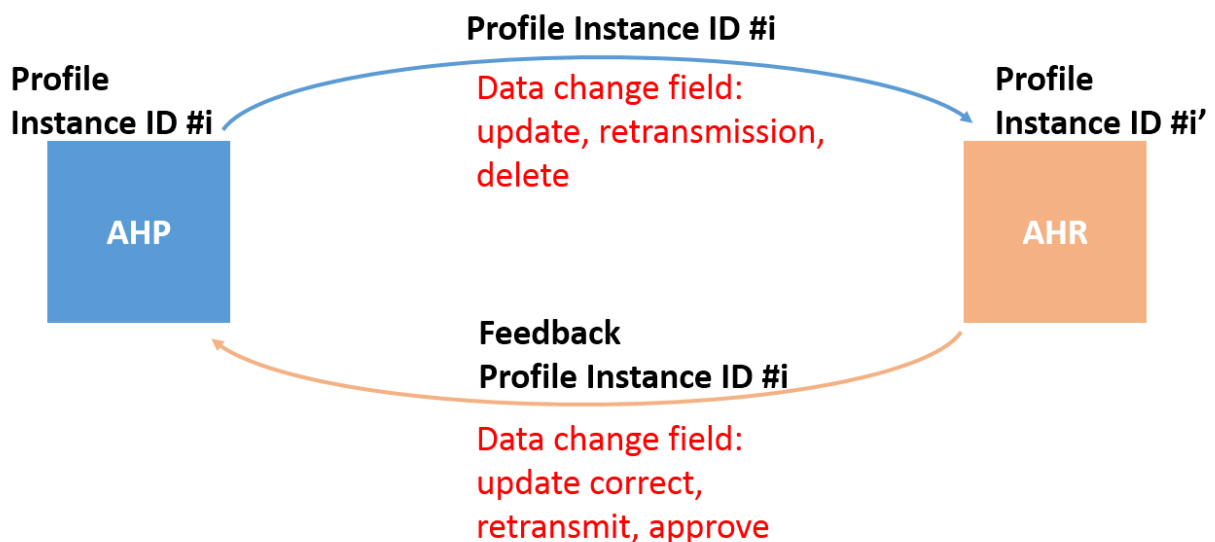 Profile Instance ID #i
Profile
Instance ID #i
Data change field:
update, retransmission,
delete
Profile
Instance ID #i’
AHP
AHR
Feedback
Profile Instance ID #i
Data change field:
update correct,
retransmit, approve